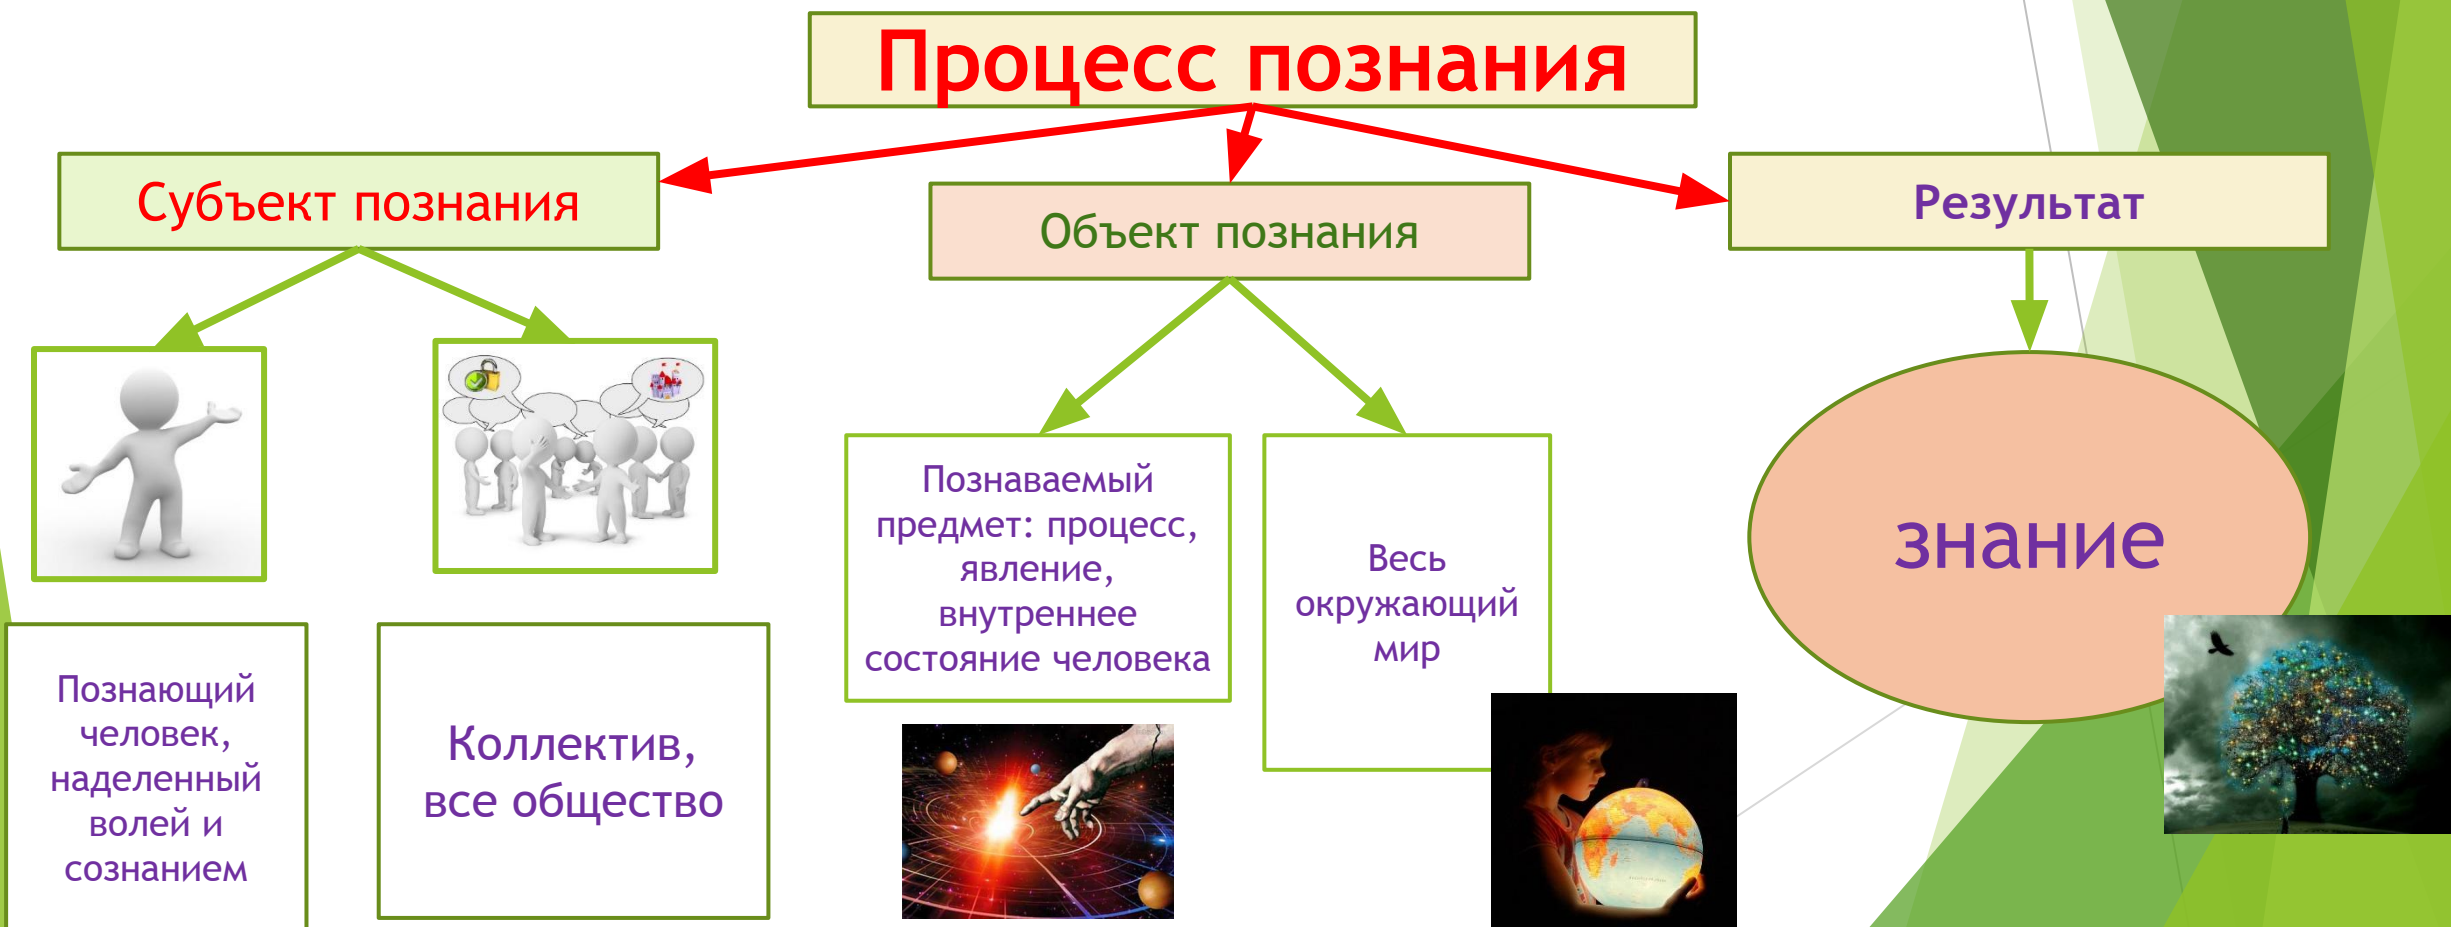 Процесс познания
Субъект познания
Объект познания
Результат
Познающий
человек,
наделенный
волей и
сознанием
Коллектив,
все общество
Познаваемый
предмет: процесс,
явление,
внутреннее
состояние человека
Весь
окружающий
мир
знание